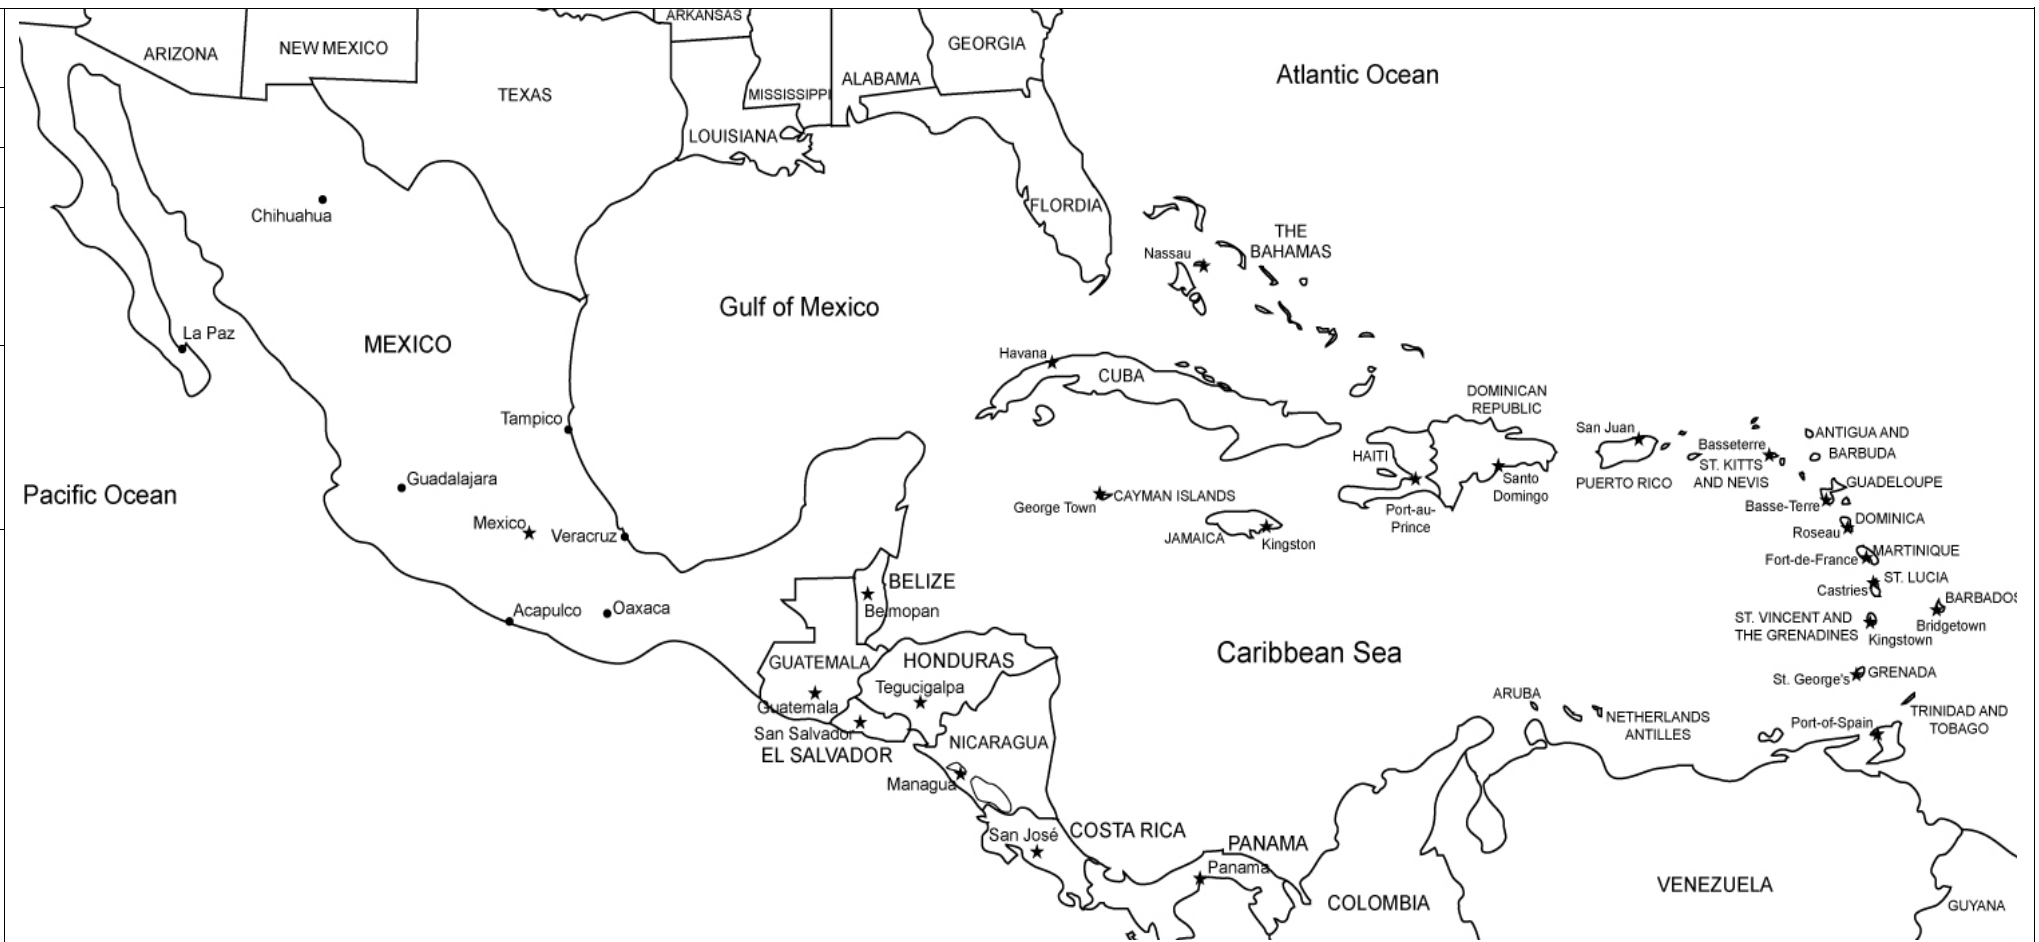 ARKANSAS
ARIZONA
NEW MEXICO
TEXAS
MISSISSIPPI
ALABAMA
GEORGIA
LOUISIANA
FLORDIA
Atlantic Ocean
Chihuahua
THE
BAHAMAS
Nassau
Gulf of Mexico
La Paz
MEXICO
Havana
CUBA
Tampico
DOMINICAN
REPUBLIC
San Juan
Basseterre
ANTIGUA AND
BARBUDA
HAITI
ST. KITTS
AND NEVIS
PUERTO RICO
Santo
Domingo
Guadalajara
Pacific Ocean
George Town
CAYMAN ISLANDS
Port-au-
Prince
GUADELOUPE
Basse-Terre
Mexico
Veracruz
JAMAICA
Kingston
DOMINICA
Roseau
MARTINIQUE
Fort-de-France
BELIZE
Belmopan
ST. LUCIA
Castries
BARBADOS
Bridgetown
Acapulco
Oaxaca
ST. VINCENT AND
THE GRENADINES
Kingstown
Caribbean Sea
GUATEMALA
HONDURAS
Tegucigalpa
GRENADA
St. George's
Guatemala
San Salvador
EL SALVADOR
NICARAGUA
ARUBA
NETHERLANDS
ANTILLES
Port-of-Spain
TRINIDAD AND
TOBAGO
Managua
San José
COSTA RICA
PANAMA
Panama
COLOMBIA
VENEZUELA
GUYANA